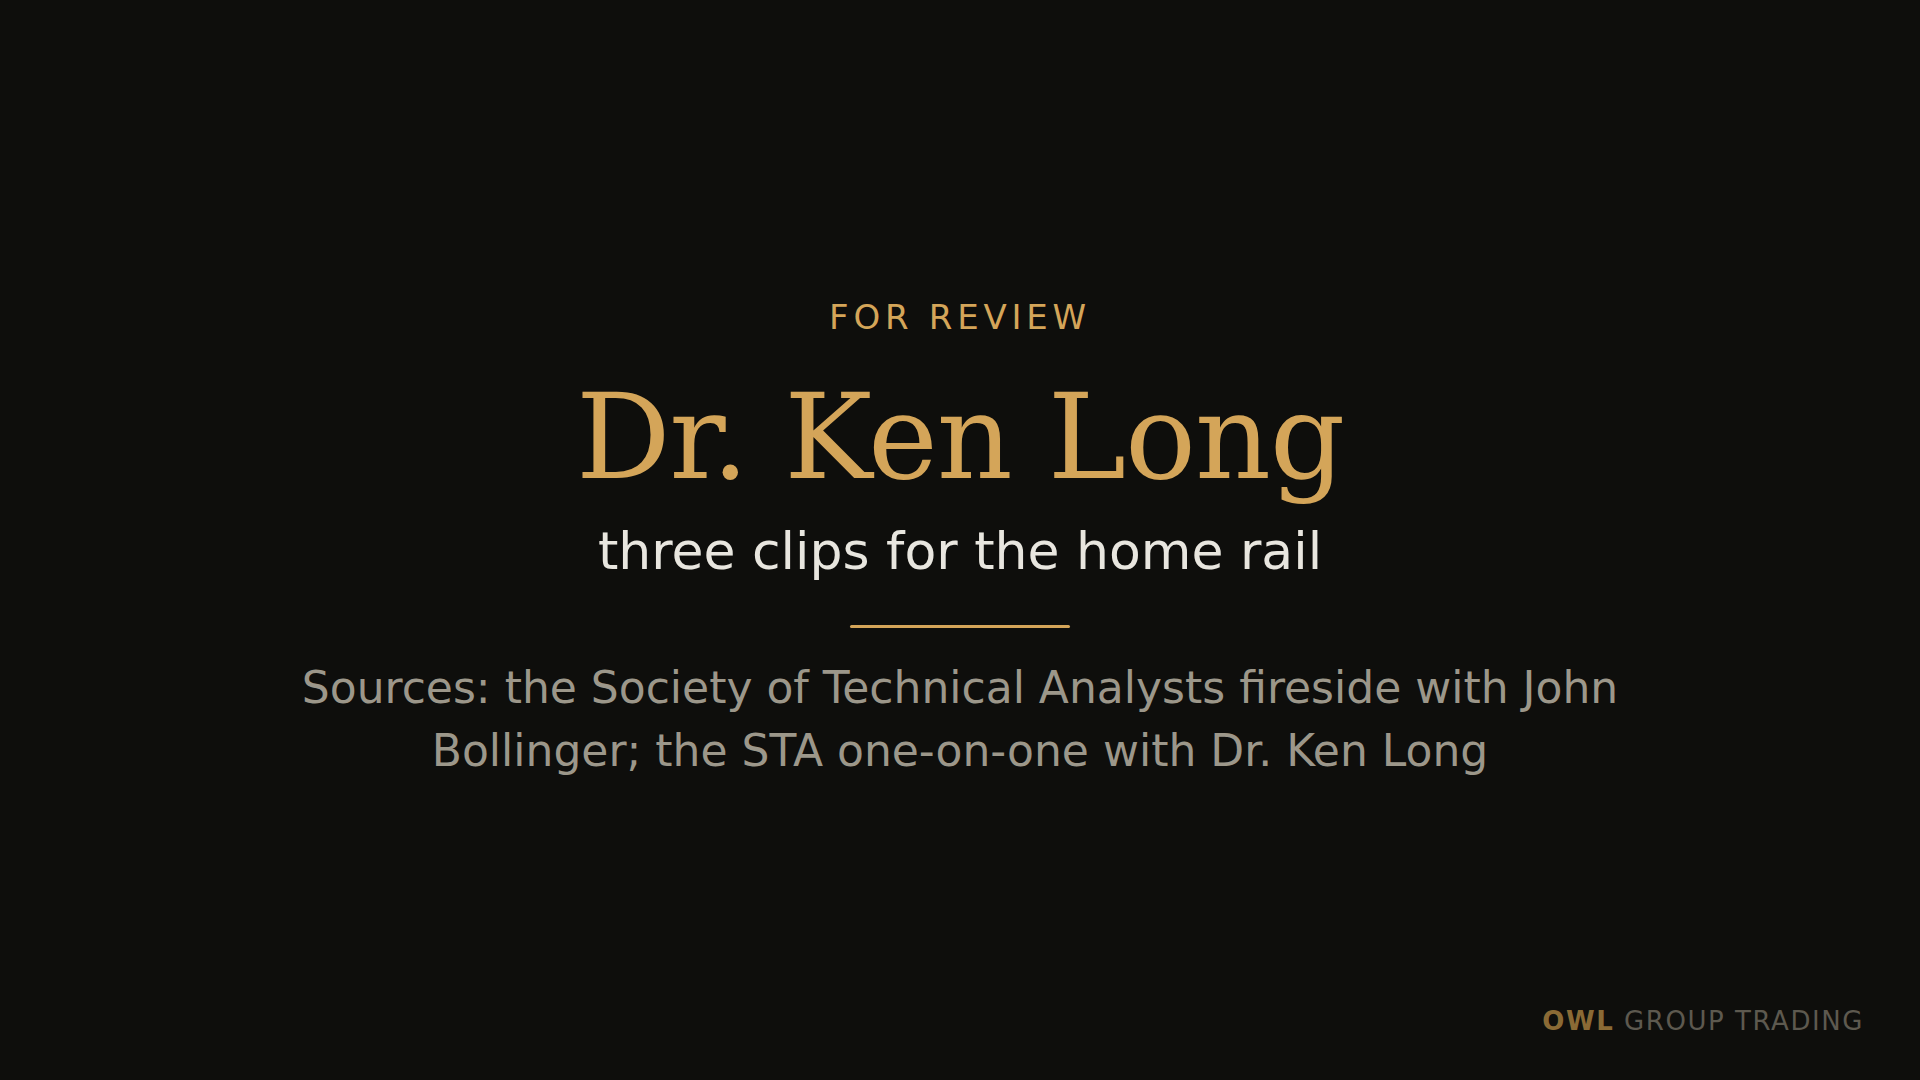 FOR REVIEW
Dr. Ken Long
three clips for the home rail
Sources: the Society of Technical Analysts fireside with John
Bollinger; the STA one-on-one with Dr. Ken Long
OWL GROUP TRADING